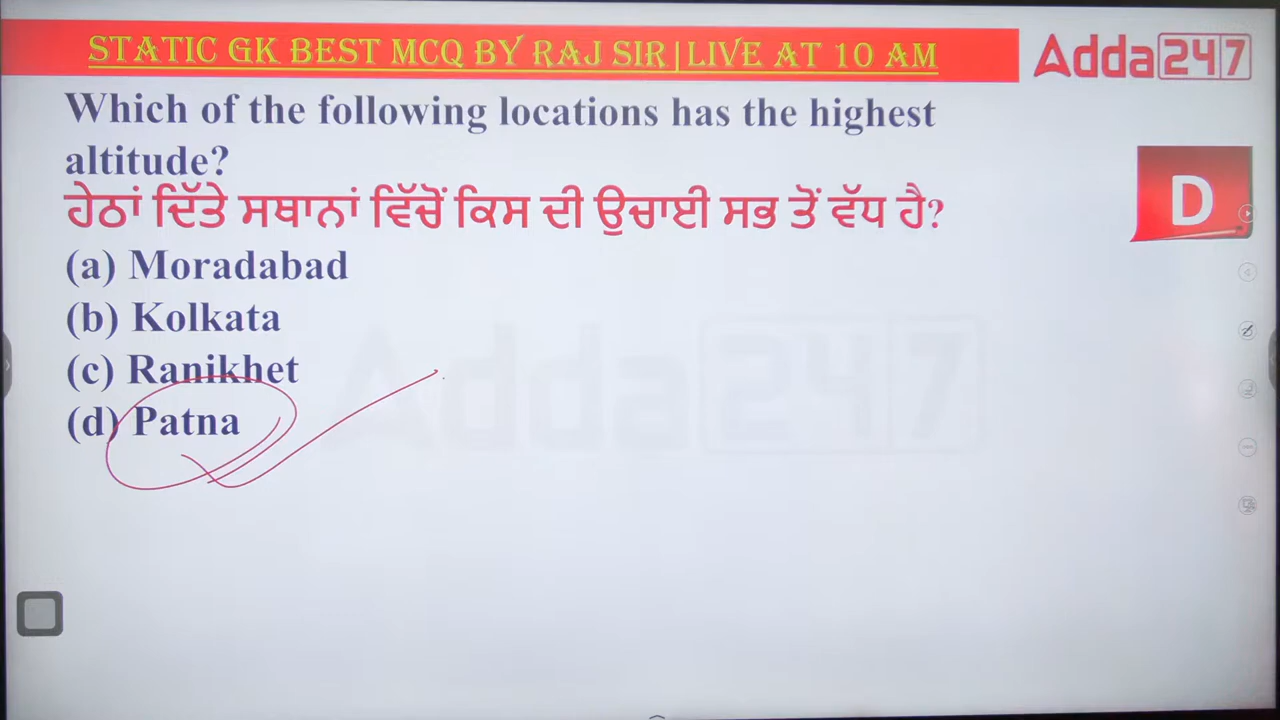 STATIC GK BEST MCQ BY RAJ SIR|LIVE AT 10 AM
Adda247
Which of the following locations has the highest
altitude?
ਹੇਠਾਂ ਦਿੱਤੇ ਸਥਾਨਾਂ ਵਿੱਚੋਂ ਕਿਸ ਦੀ ਉਚਾਈ ਸਭ ਤੋਂ ਵੱਧ ਹੈ?
D
(a) Moradabad
(b) Kolkata
(c) Ranikhet
(d) Patna
Adda247